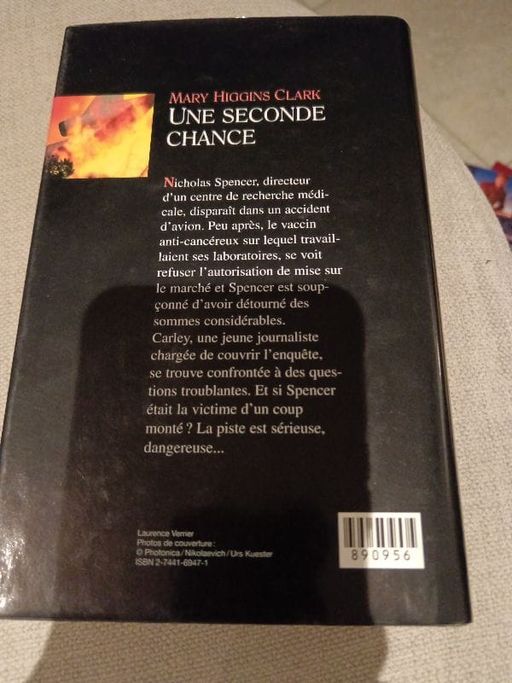 MARY HIGGINS CLARK
UNE SECONDE
CHANCE
Nicholas Spencer, directeur
d'un centre de recherche médi-
cale, disparaît dans un accident
d'avion. Peu après, le vaccin
anti-cancéreux sur lequel travail-
laient ses laboratoires, se voit
refuser l'autorisation de mise sur
le marché et Spencer est soup-
çonné d'avoir détourné des
sommes considérables.
Carley, une jeune journaliste
chargée de couvrir l'enquête,
se trouve confrontée à des ques-
tions troublantes. Et si Spencer
était la victime d'un coup
monté ? La piste est sérieuse,
dangereuse...
Laurence Verrier
Photos de couverture :
© Photonica / Nikolaevich / Urs Kuester
ISBN 2-7441-6947-1
890956